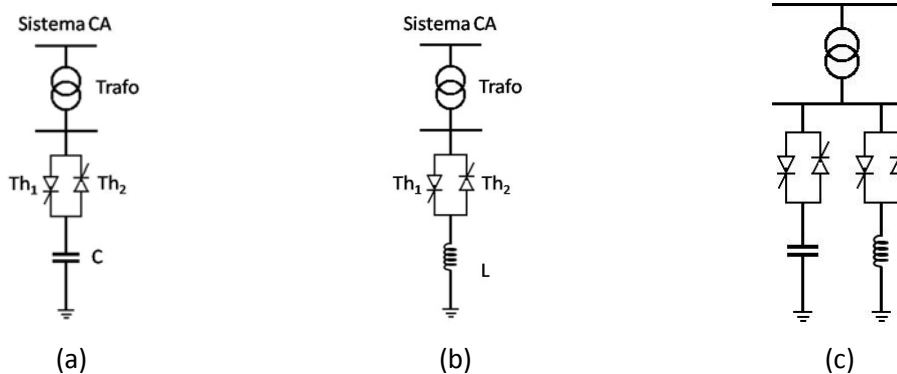 Sistema CA
Trafo
Th1 Th2
C
(a)
Sistema CA
Trafo
Th1 Th2
L
(b)
(c)